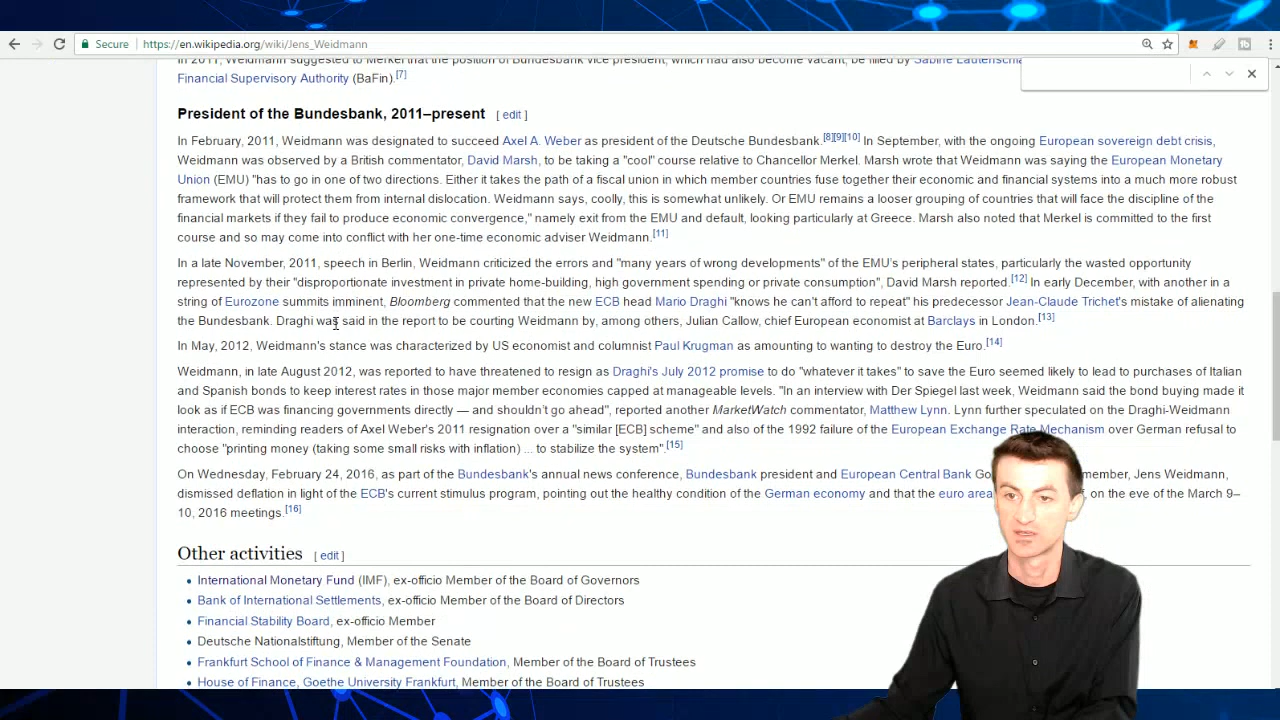 Secure https://en.wikipedia.org/wiki/Jens_Weidmann
In 2011, Weidmann suggested to Merkel that the position of Bundesbank vice president, which had also become vacant, be filled by Sabine
Financial Supervisory Authority (BaFin).[7]
President of the Bundesbank, 2011–present [ edit ]
In February, 2011, Weidmann was designated to succeed Axel A. Weber as president of the Deutsche Bundesbank.[8][9][10] In September, with the ongoing European sovereign debt crisis,
Weidmann was observed by a British commentator, David Marsh, to be taking a "cool" course relative to Chancellor Merkel. Marsh wrote that Weidmann was saying the European Monetary
Union (EMU) "has to go in one of two directions. Either it takes the path of a fiscal union in which member countries fuse together their economic and financial systems into a much more robust
framework that will protect them from internal dislocation. Weidmann says, coolly, this is somewhat unlikely. Or EMU remains a looser grouping of countries that will face the discipline of the
financial markets if they fail to produce economic convergence," namely exit from the EMU and default, looking particularly at Greece. Marsh also noted that Merkel is committed to the first
course and so may come into conflict with her one-time economic adviser Weidmann.[11]
In a late November, 2011, speech in Berlin, Weidmann criticized the errors and "many years of wrong developments" of the EMU's peripheral states, particularly the wasted opportunity
represented by their "disproportionate investment in private home-building, high government spending or private consumption", David Marsh reported.[12] In early December, with another in a
string of Eurozone summits imminent, Bloomberg commented that the new ECB head Mario Draghi "knows he can't afford to repeat" his predecessor Jean-Claude Trichet's mistake of alienating
the Bundesbank. Draghi was said in the report to be courting Weidmann by, among others, Julian Callow, chief European economist at Barclays in London.[13]
In May, 2012, Weidmann's stance was characterized by US economist and columnist Paul Krugman as amounting to wanting to destroy the Euro.[14]
Weidmann, in late August 2012, was reported to have threatened to resign as Draghi's July 2012 promise to do "whatever it takes" to save the Euro seemed likely to lead to purchases of Italian
and Spanish bonds to keep interest rates in those major member economies capped at manageable levels. "In an interview with Der Spiegel last week, Weidmann said the bond buying made it
look as if ECB was financing governments directly — and shouldn't go ahead", reported another MarketWatch commentator, Matthew Lynn. Lynn further speculated on the Draghi-Weidmann
interaction, reminding readers of Axel Weber's 2011 resignation over a "similar [ECB] scheme" and also of the 1992 failure of the European Exchange Rate Mechanism over German refusal to
choose "printing money (taking some small risks with inflation) ... to stabilize the system".[15]
On Wednesday, February 24, 2016, as part of the Bundesbank's annual news conference, Bundesbank president and European Central Bank member, Jens Weidmann,
dismissed deflation in light of the ECB's current stimulus program, pointing out the healthy condition of the German economy and that the euro area on the eve of the March 9–
10, 2016 meetings.[16]
Other activities [ edit ]
• International Monetary Fund (IMF), ex-officio Member of the Board of Governors
• Bank of International Settlements, ex-officio Member of the Board of Directors
• Financial Stability Board, ex-officio Member
• Deutsche Nationalstiftung, Member of the Senate
• Frankfurt School of Finance & Management Foundation, Member of the Board of Trustees
• House of Finance, Goethe University Frankfurt, Member of the Board of Trustees